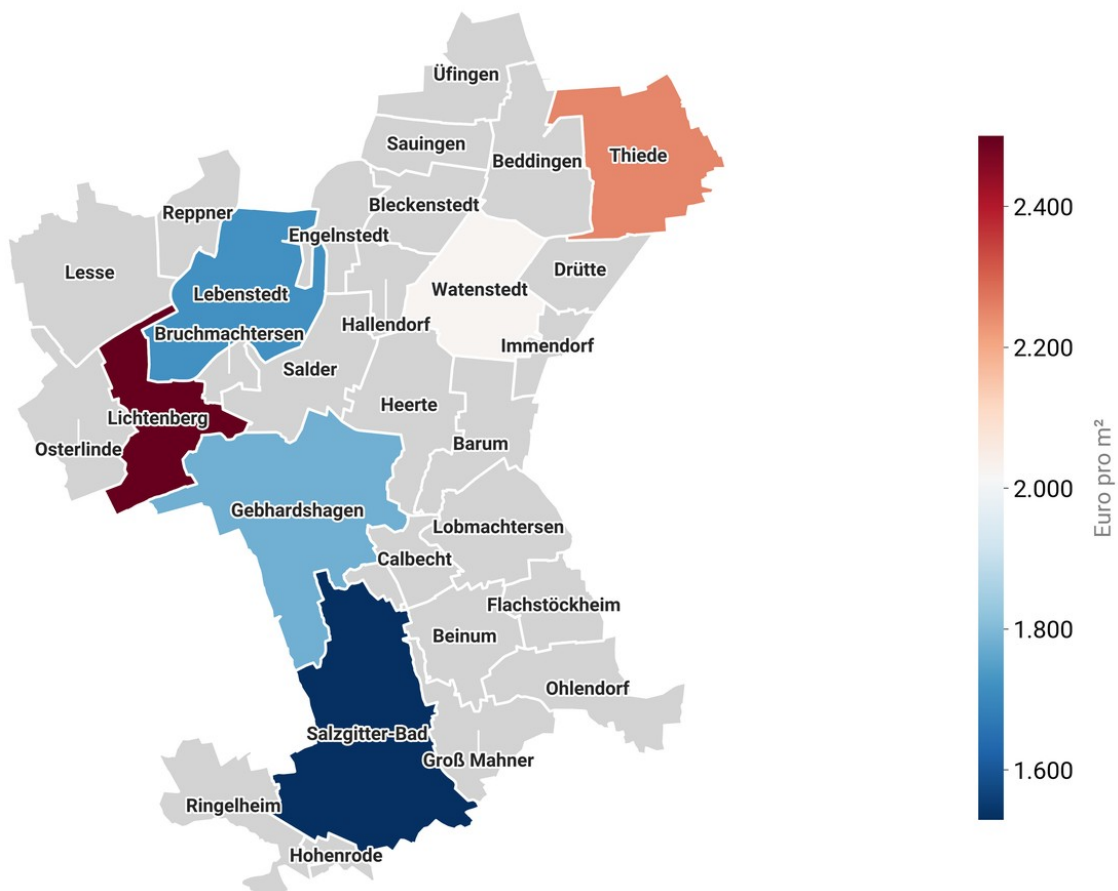 Üfingen
Sauingen
Beddingen
Thiede
Bleckenstedt
Reppner
Engelnstedt
Lesse
Drütte
Lebenstedt
Watenstedt
Hallendorf
Bruchmachtersen
Immendorf
Salder
Heerte
Lichtenberg
Osterlinde
Barum
Gebhardshagen
Lobmachtersen
Calbecht
Flachstöckheim
Beinum
Ohlendorf
Salzgitter-Bad
Groß Mahner
Ringelheim
Hohenrode
2.400
2.200
2.000
1.800
1.600
Euro pro m²